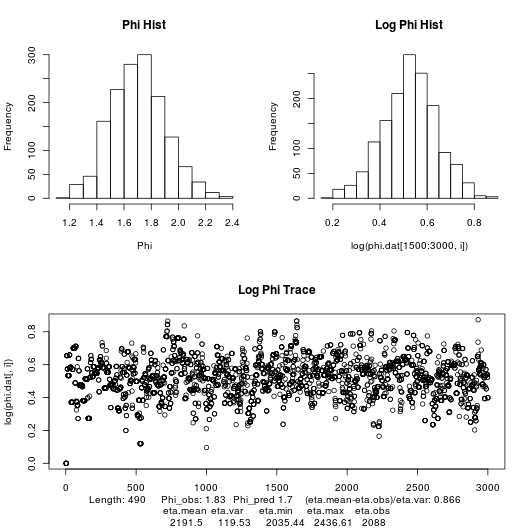 Phi Hist
Log Phi Hist
Frequency
0 50 100 200 300
1.2 1.4 1.6 1.8 2.0 2.2 2.4
Phi
Frequency
0 50 100 200
0.2 0.4 0.6 0.8
log(phi.dat[1500:3000, i])
Log Phi Trace
log(phi.dat[, i])
0.0 0.2 0.4 0.6 0.8
0 500 1000 1500 2000 2500 3000
Length: 490 Phi_obs: 1.83 Phi_pred 1.7 (eta.mean-eta.obs)/eta.var: 0.866
eta.mean eta.var eta.min eta.max eta.obs
2191.5 119.53 2035.44 2436.61 2088